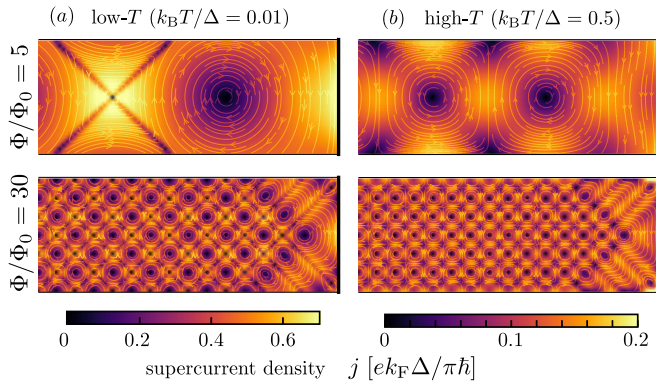 (a) low-T (k_BT/Δ = 0.01)
(b) high-T (k_BT/Δ = 0.5)
Φ/Φ_0 = 5
Φ/Φ_0 = 30
0 0.2 0.4 0.6
0 0.1 0.2
supercurrent density j [ek_FΔ/πℏ]